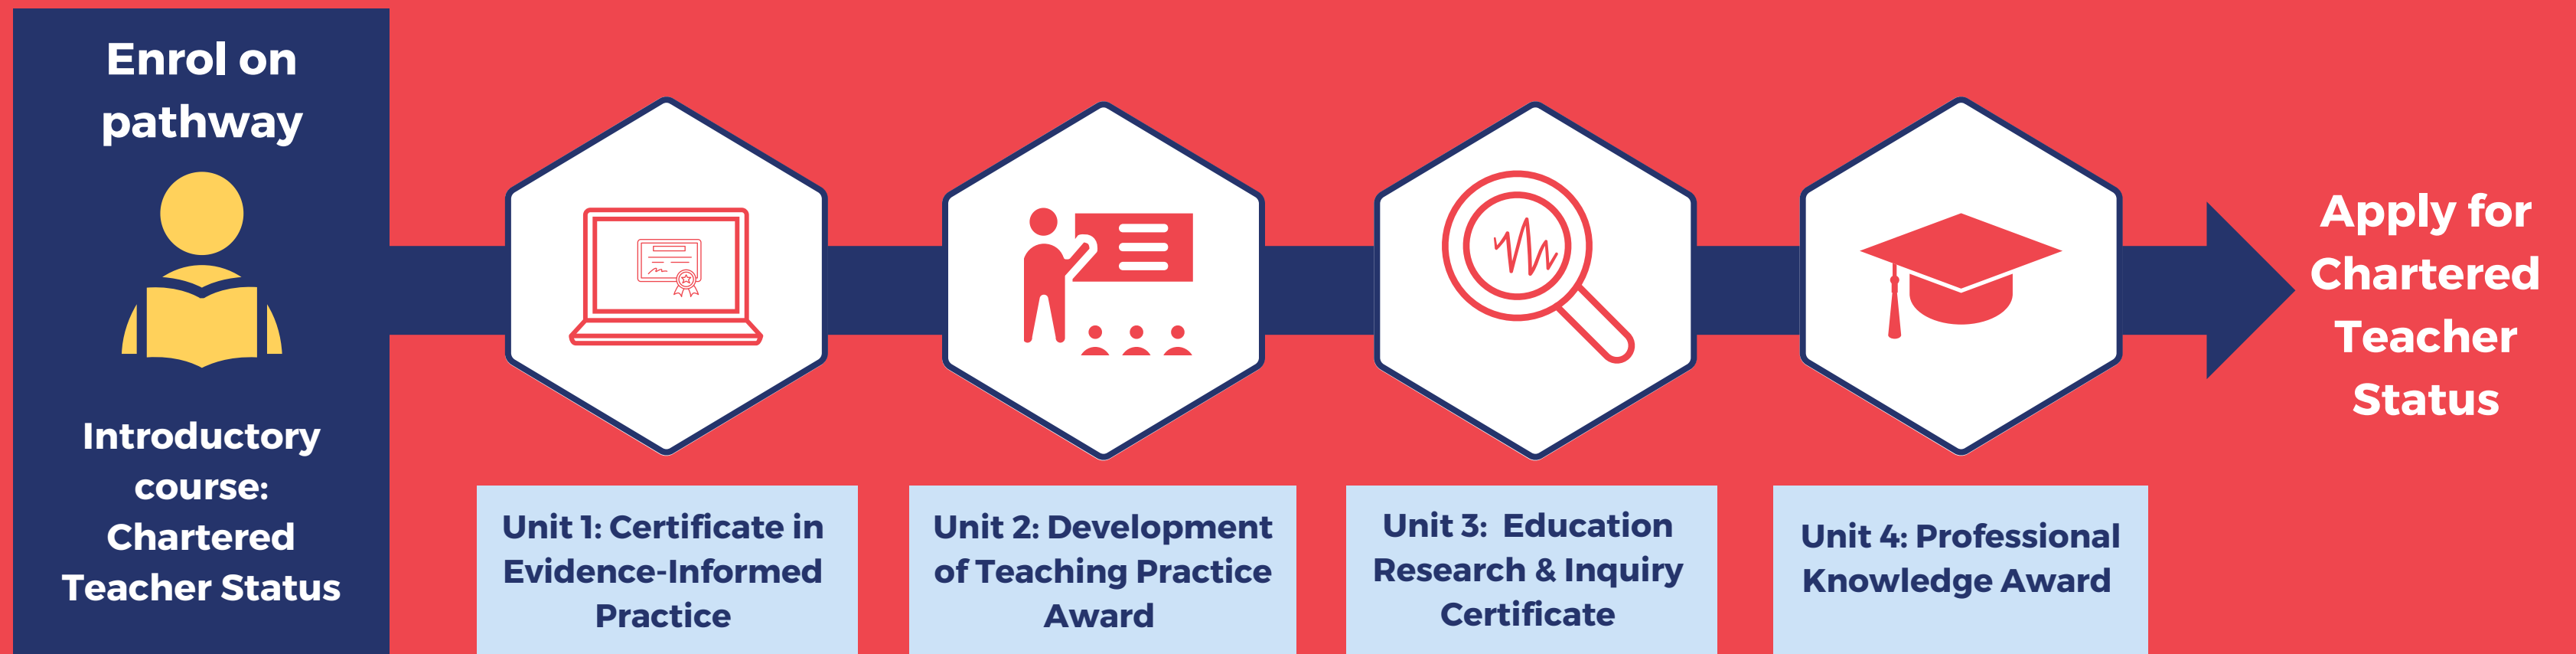 Enrol on
pathway
Introductory
course:
Chartered
Teacher Status
Unit 1: Certificate in
Evidence-Informed
Practice
Unit 2: Development
of Teaching Practice
Award
Unit 3: Education
Research & Inquiry
Certificate
Unit 4: Professional
Knowledge Award
Apply for
Chartered
Teacher
Status